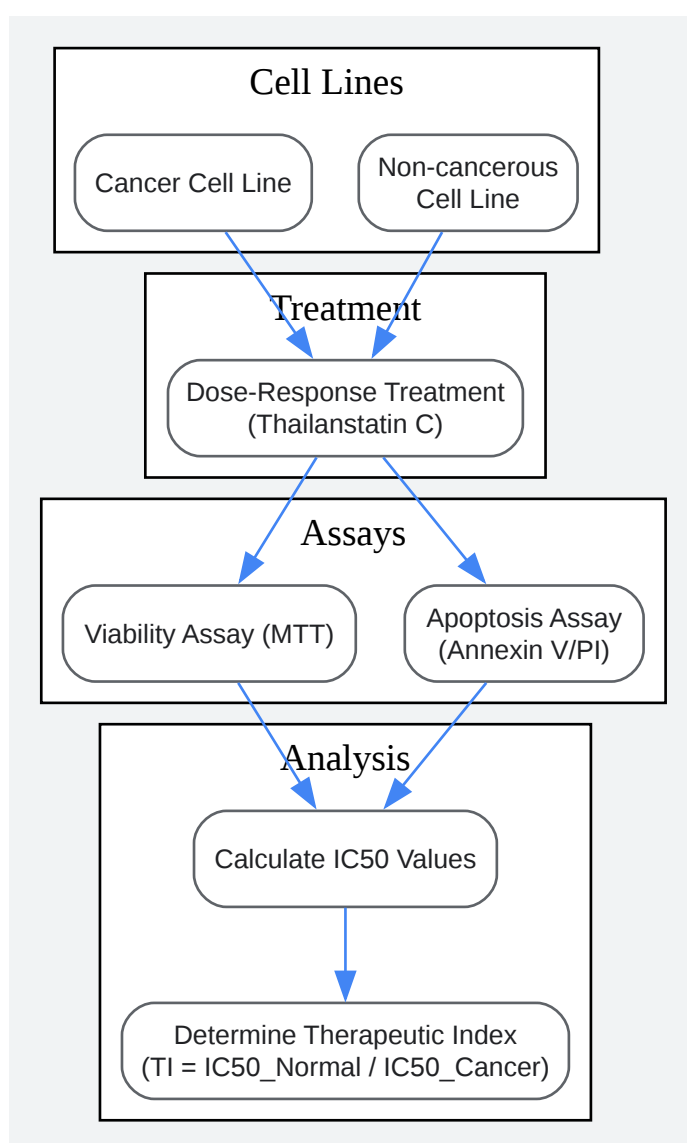 Cell Lines
Cancer Cell Line
Non-cancerous
Cell Line
Treatment
Dose-Response Treatment
(Thailanstatin C)
Assays
Viability Assay (MTT)
Apoptosis Assay
(Annexin V/PI)
Analysis
Calculate IC50 Values
Determine Therapeutic Index
(TI = IC50_Normal / IC50_Cancer)